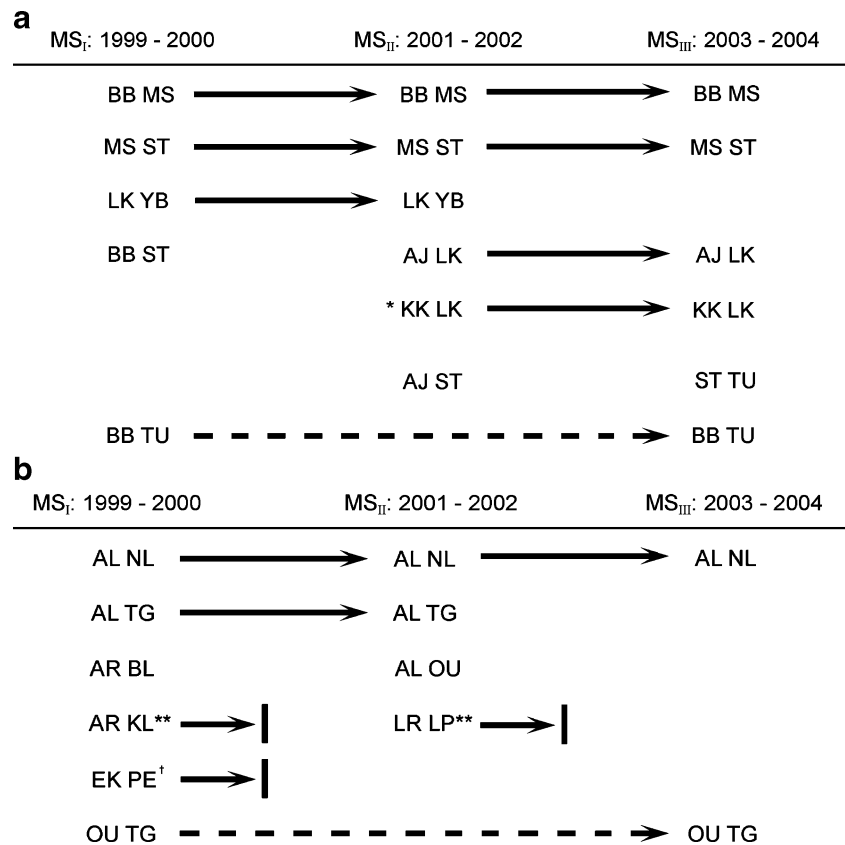 a
MSI: 1999 - 2000 MSII: 2001 - 2002 MSIII: 2003 - 2004
BB MS BB MS BB MS
MS ST MS ST MS ST
LK YB LK YB
BB ST AJ LK AJ LK
* KK LK KK LK
AJ ST ST TU
BB TU BB TU
b
MSI: 1999 - 2000 MSII: 2001 - 2002 MSIII: 2003 - 2004
AL NL AL NL AL NL
AL TG AL TG
AR BL AL OU
AR KL** LR LP**
EK PE†
OU TG OU TG